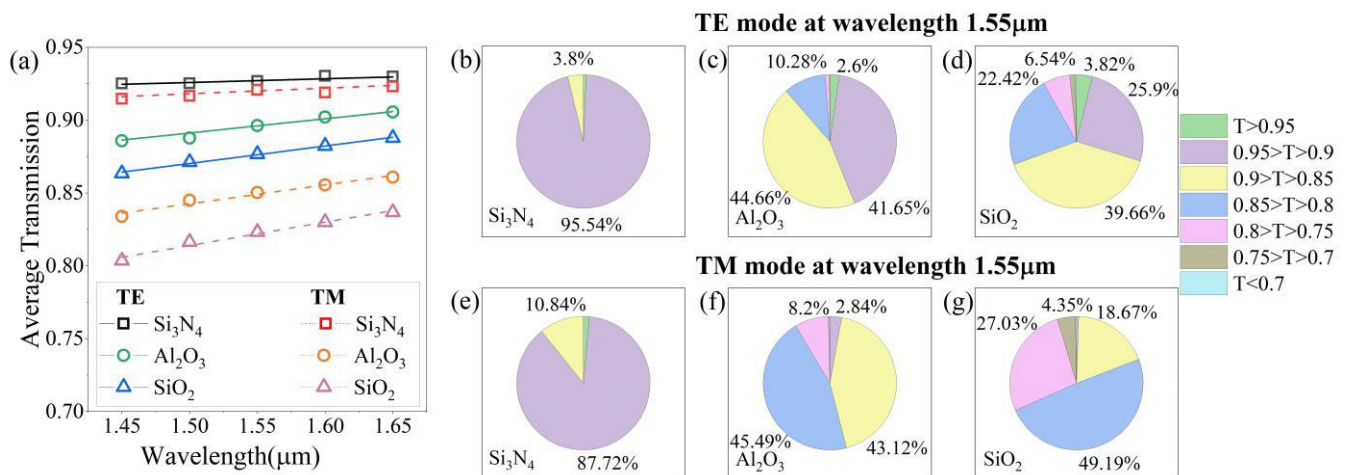 TE mode at wavelength 1.55μm
(a)
0.95
0.90
0.85
0.80
0.75
0.70
Average Transmission
1.45 1.50 1.55 1.60 1.65
Wavelength(μm)
TE TM
Si₃N₄ Si₃N₄
Al₂O₃ Al₂O₃
SiO₂ SiO₂
(b)
3.8%
Si₃N₄
95.54%
(c)
10.28%
2.6%
44.66%
41.65%
Al₂O₃
(d)
6.54%
3.82%
22.42%
25.9%
39.66%
SiO₂
T>0.95
0.95>T>0.9
0.9>T>0.85
0.85>T>0.8
0.8>T>0.75
0.75>T>0.7
T<0.7
TM mode at wavelength 1.55μm
(e)
10.84%
Si₃N₄
87.72%
(f)
8.2%
2.84%
45.49%
43.12%
Al₂O₃
(g)
4.35%
18.67%
27.03%
SiO₂
49.19%